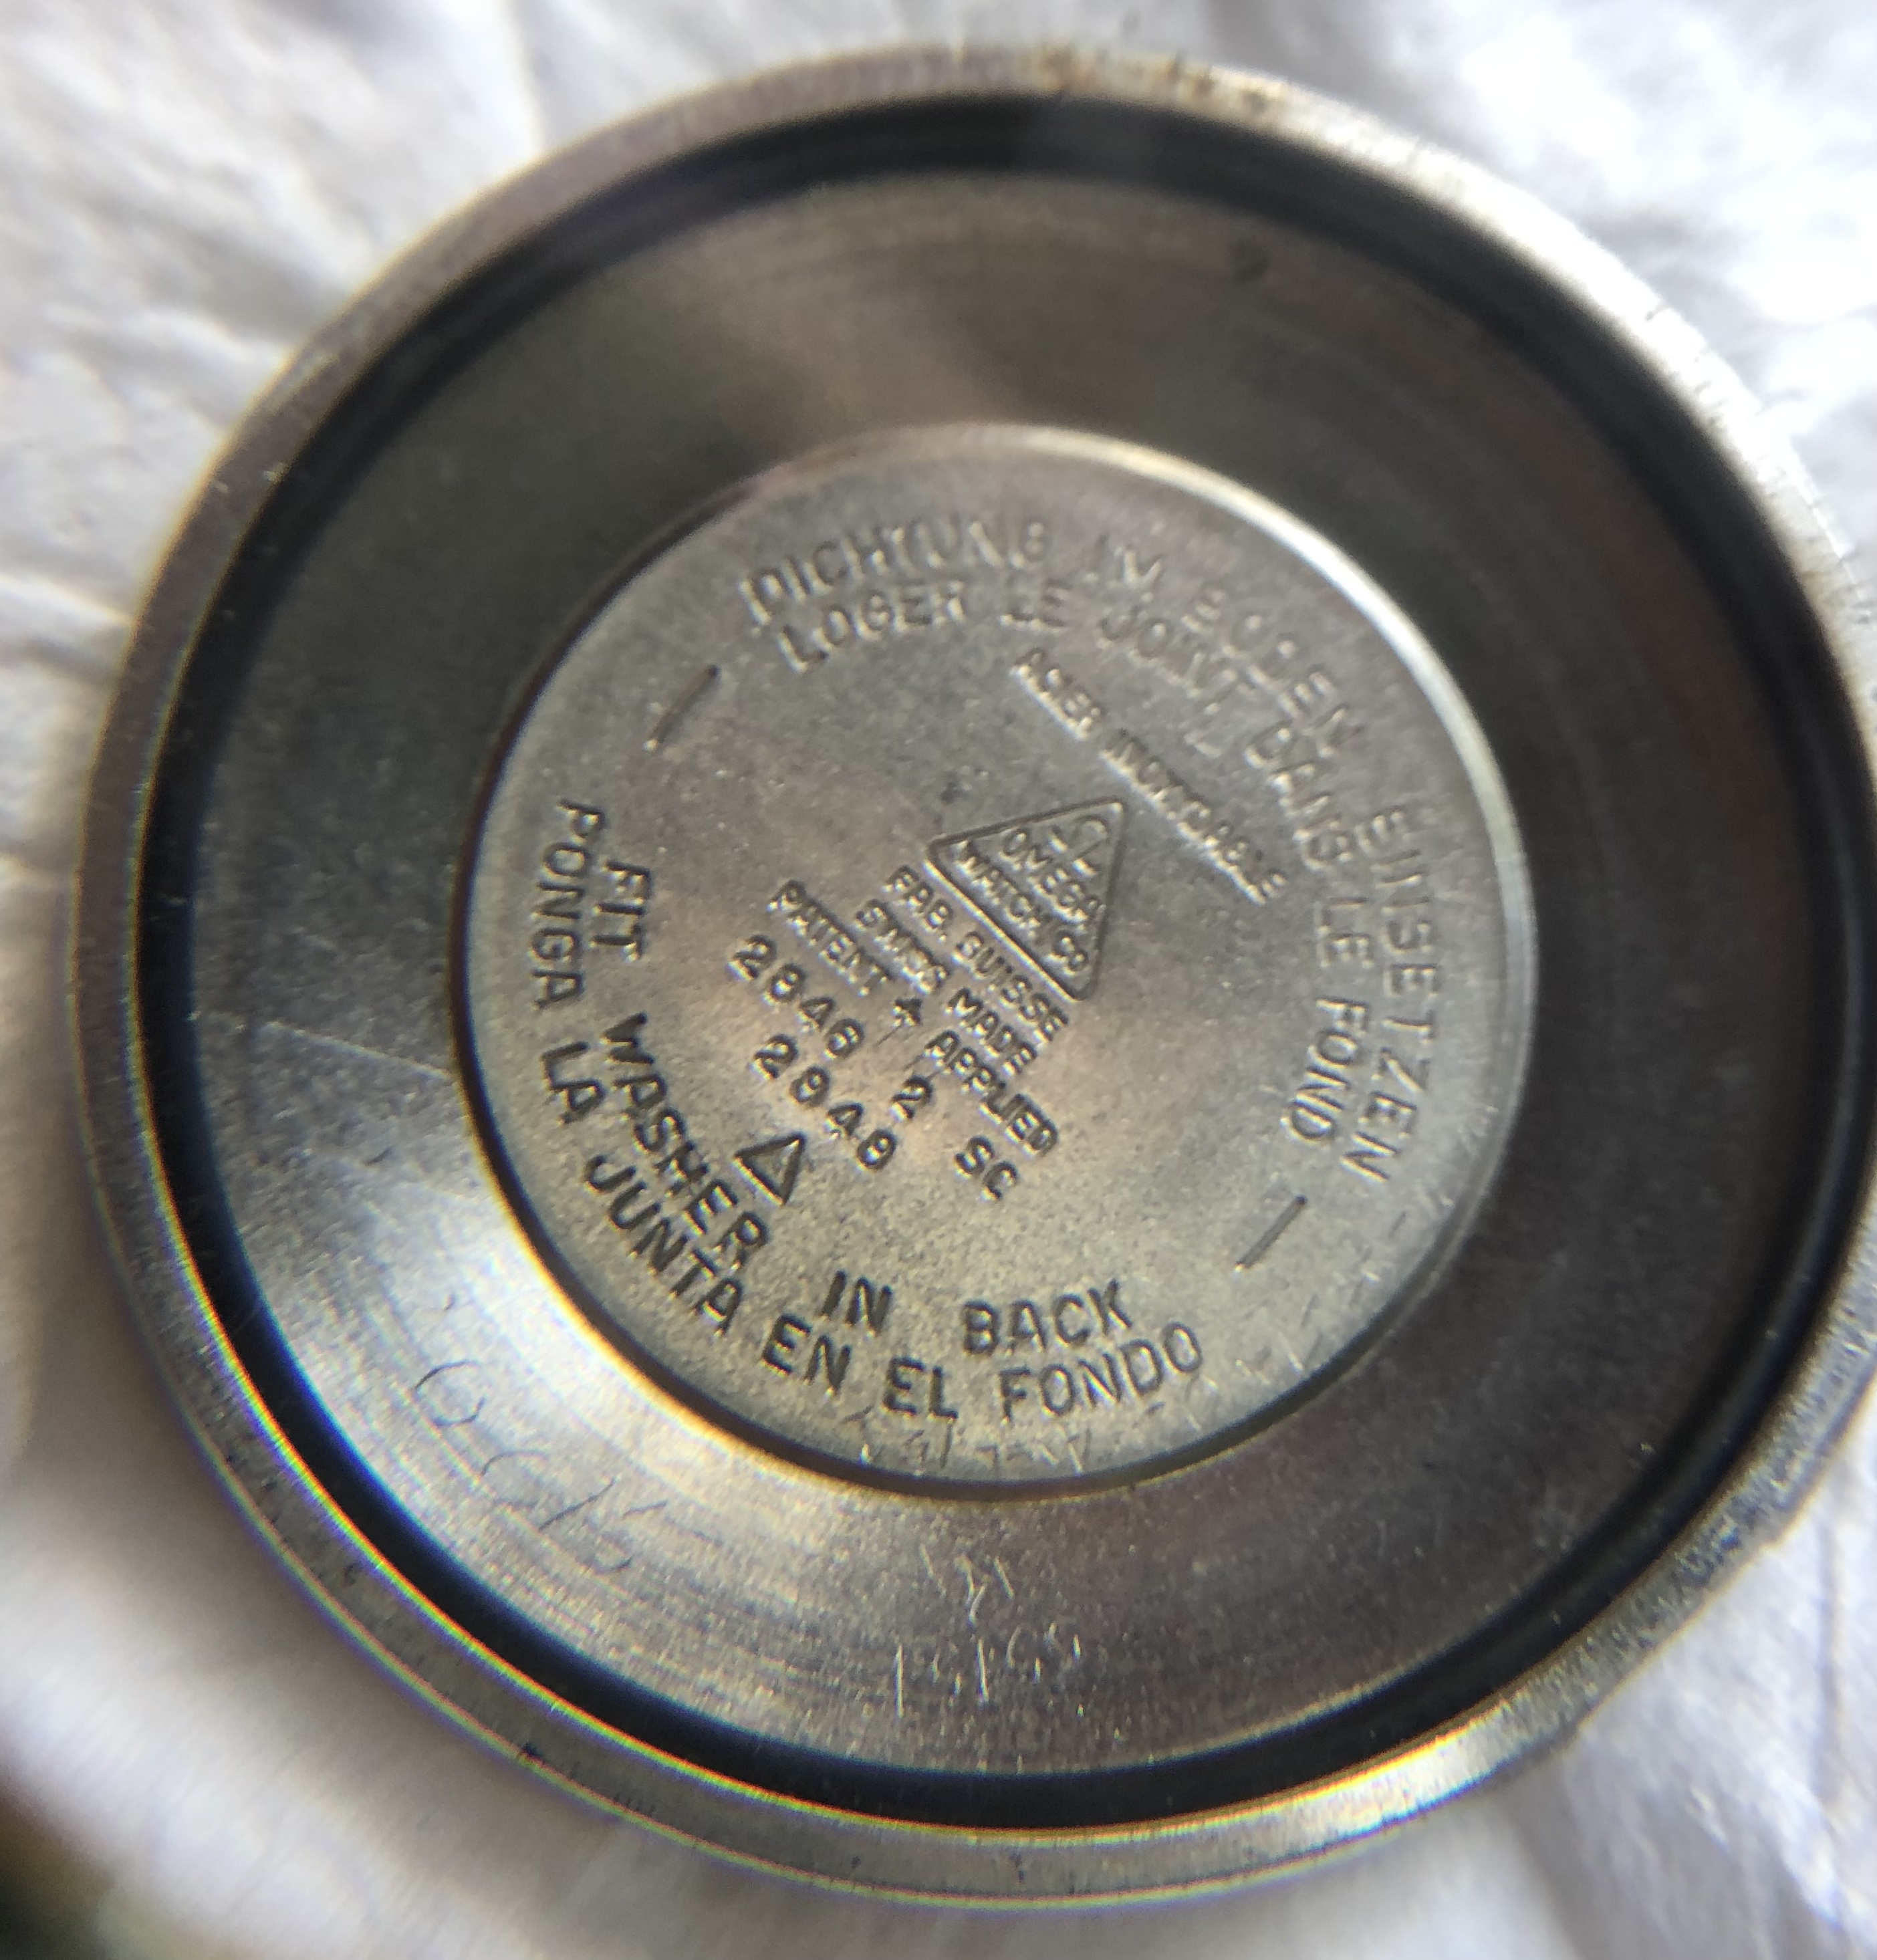 DICHTUNG IM BODEN EINSETZEN
LOGER LE JOINT DANS LE FOND
ACIER INOXYDABLE
Ω
OMEGA
WATCH Co
FAB. SUISSE
SWISS MADE
PATENT + APPLIED
2846 2 SC
2848
FIT WASHER IN BACK
PONGA LA JUNTA EN EL FONDO